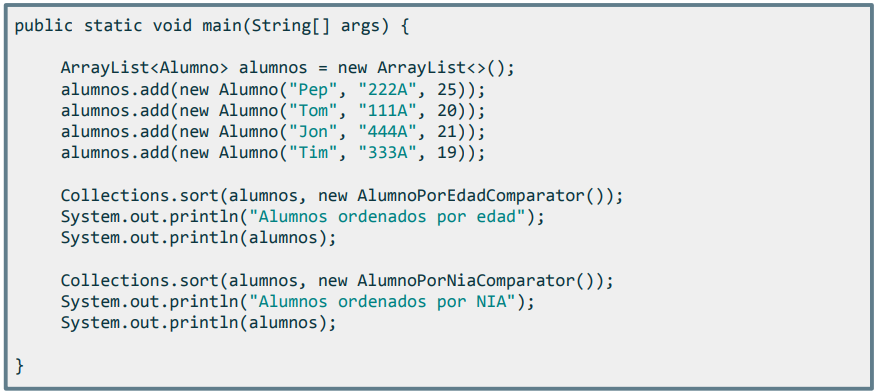 public static void main(String[] args) {
ArrayList<Alumno> alumnos = new ArrayList<>();
alumnos.add(new Alumno("Pep", "222A", 25));
alumnos.add(new Alumno("Tom", "111A", 20));
alumnos.add(new Alumno("Jon", "444A", 21));
alumnos.add(new Alumno("Tim", "333A", 19));
Collections.sort(alumnos, new AlumnoPorEdadComparator());
System.out.println("Alumnos ordenados por edad");
System.out.println(alumnos);
Collections.sort(alumnos, new AlumnoPorNiaComparator());
System.out.println("Alumnos ordenados por NIA");
System.out.println(alumnos);
}